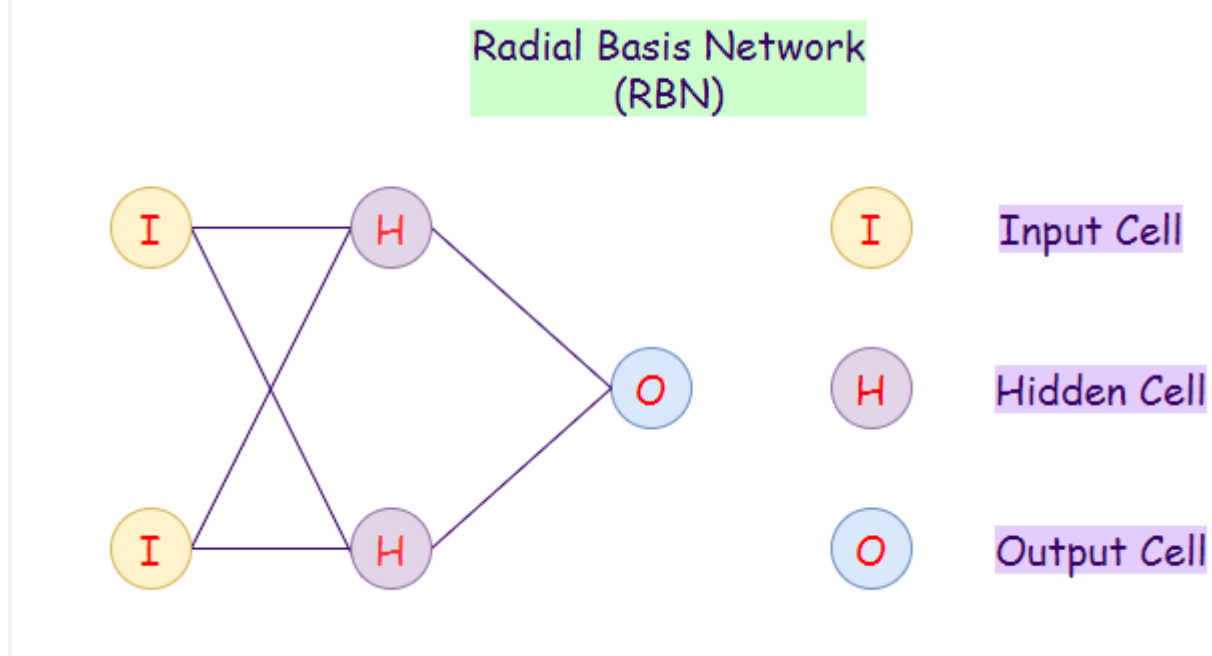 Radial Basis Network
(RBN)
I H I Input Cell
O H Hidden Cell
I H O Output Cell